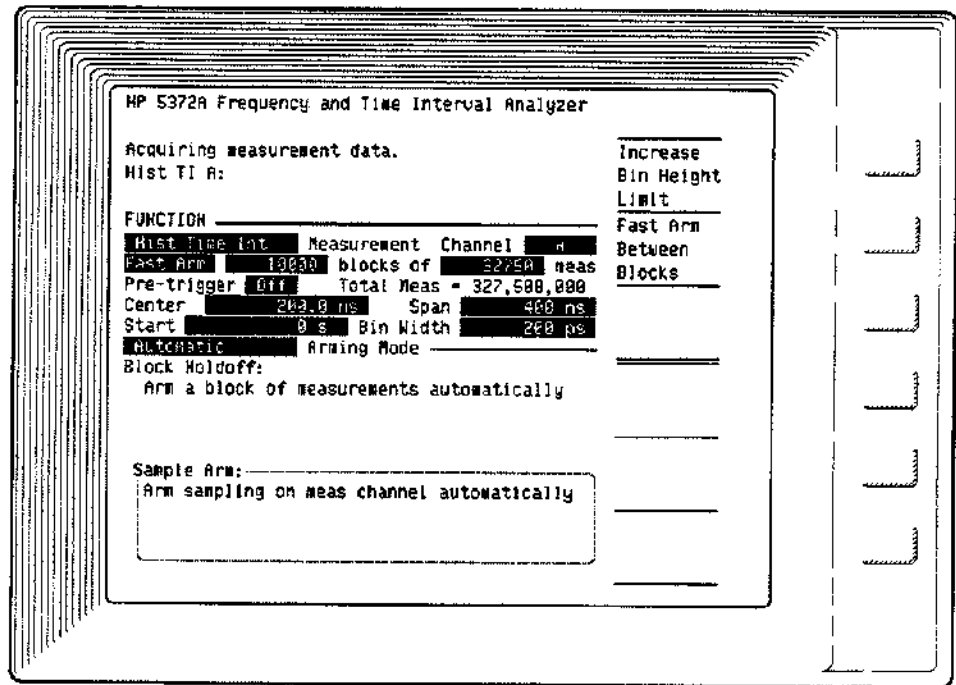 HP 5372A Frequency and Time Interval Analyzer
Acquiring measurement data.
Hist TI A:
FUNCTION
Hist Time Int Measurement Channel A
Fast Arm 10000 blocks of 32750 meas
Pre-trigger Off Total Meas = 327,500,000
Center 200.0 ns Span 400 ns
Start 0 s Bin Width 200 ps
Automatic Arming Mode
Block Holdoff:
Arm a block of measurements automatically
Sample Arm:
Arm sampling on meas channel automatically
Increase
Bin Height
Limit
Fast Arm
Between
Blocks